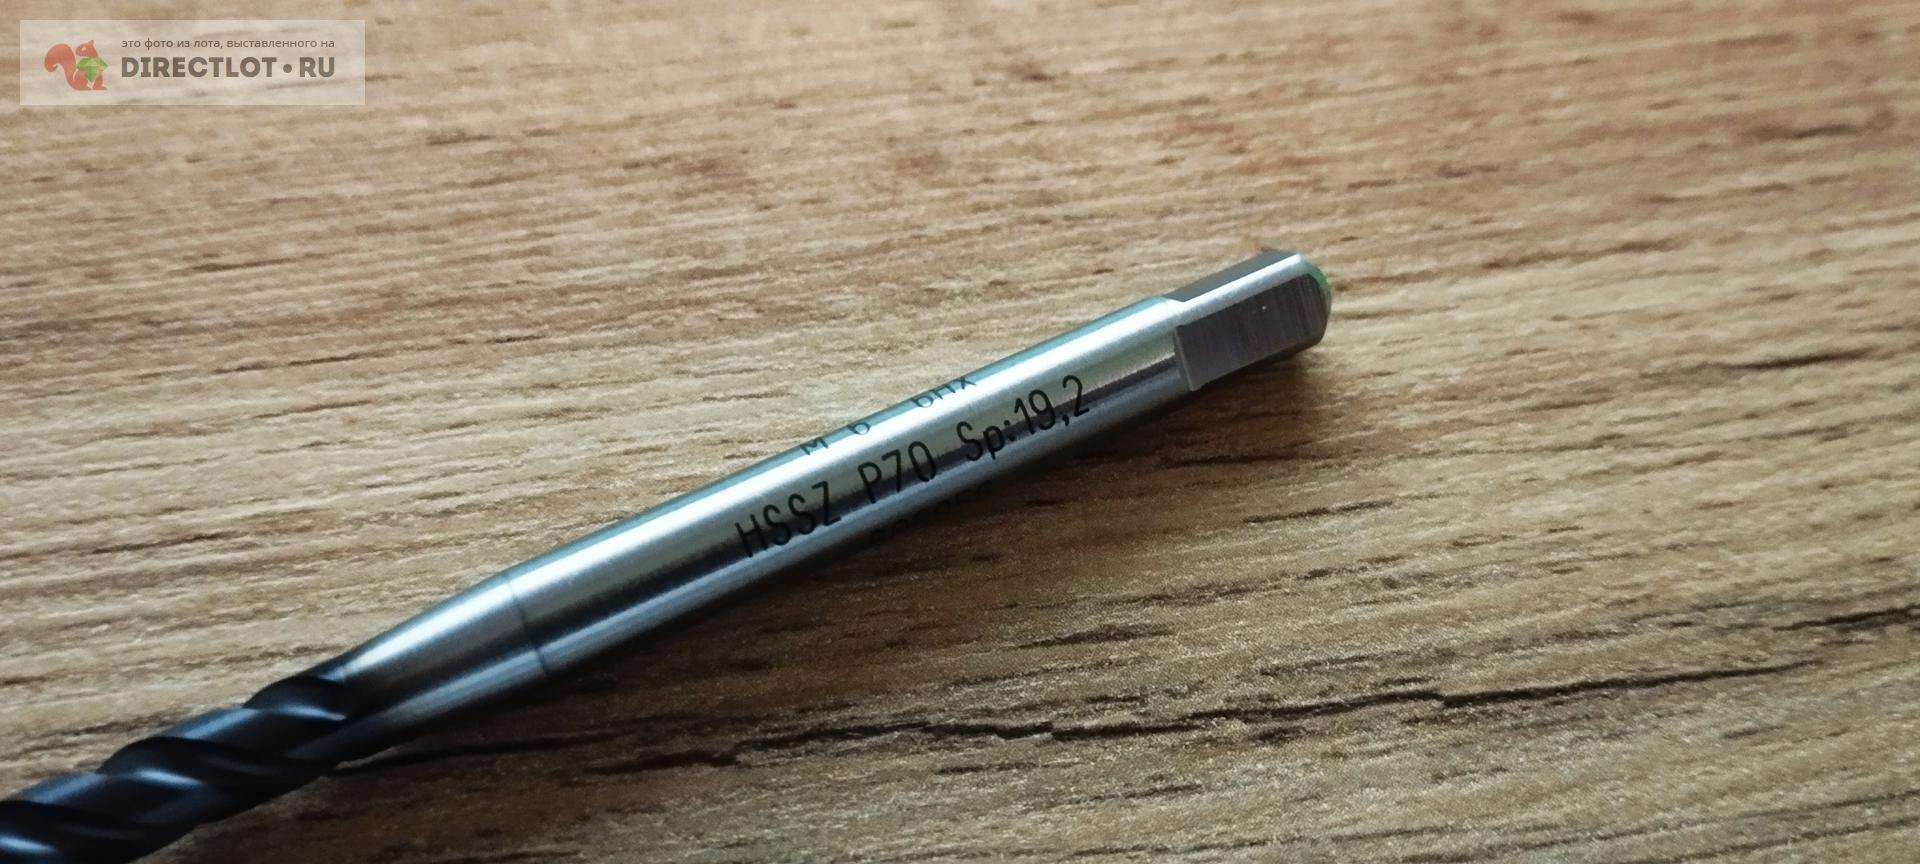 это фото из лота, выставленного на
DIRECTLOT•RU
M 6 6HX
HSSZ P70 Sp:19,2